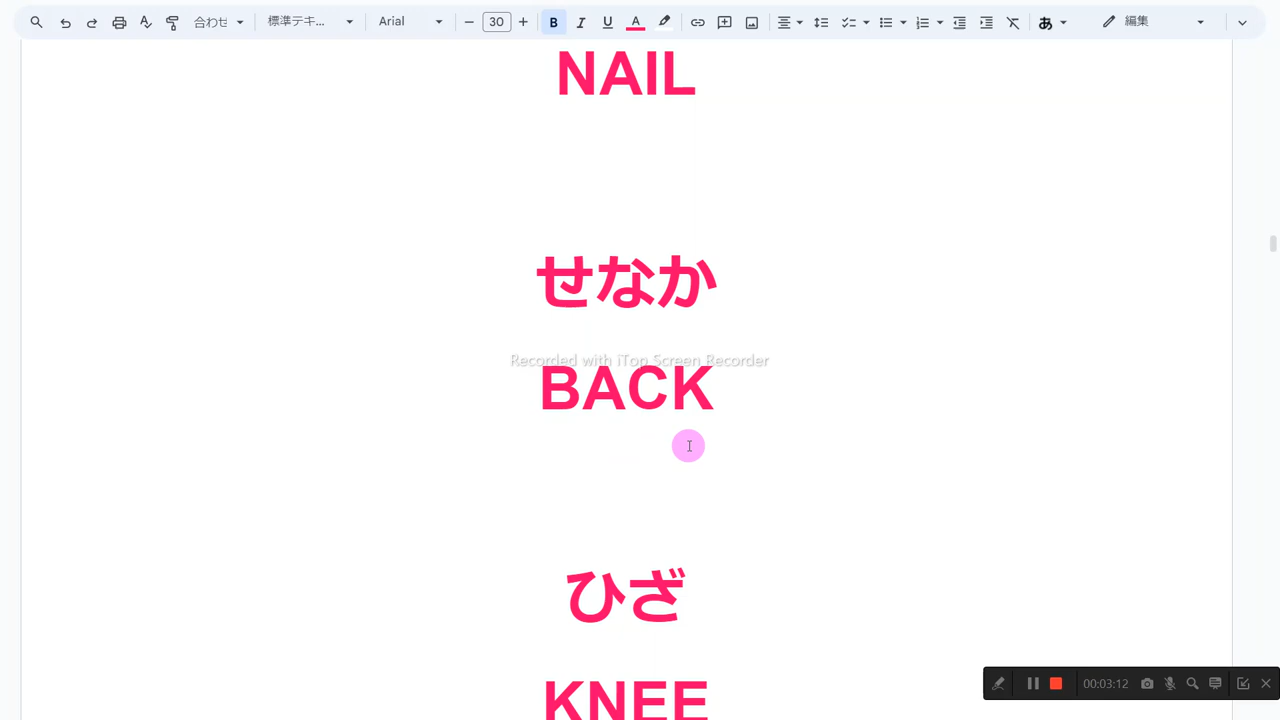 合わせ 標準テキ... Arial 30 B I U A あ 編集
NAIL
せなか
Recorded with iTop Screen Recorder
BACK
ひざ
KNEE
00:03:12